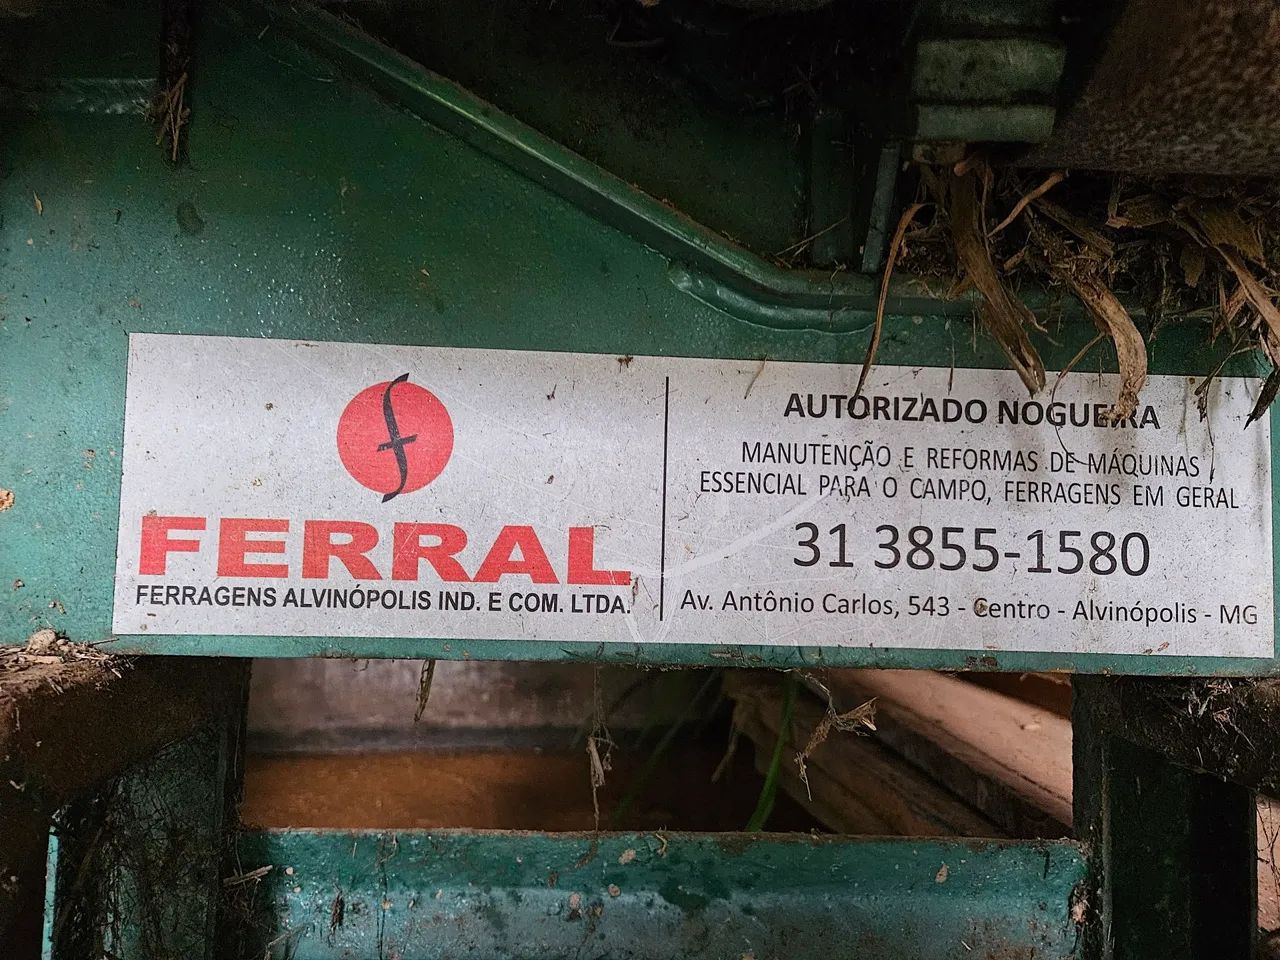 f
FERRAL
FERRAGENS ALVINÓPOLIS IND. E COM. LTDA.
AUTORIZADO NOGUEIRA
MANUTENÇÃO E REFORMAS DE MÁQUINAS
ESSENCIAL PARA O CAMPO, FERRAGENS EM GERAL
31 3855-1580
Av. Antônio Carlos, 543 - Centro - Alvinópolis - MG